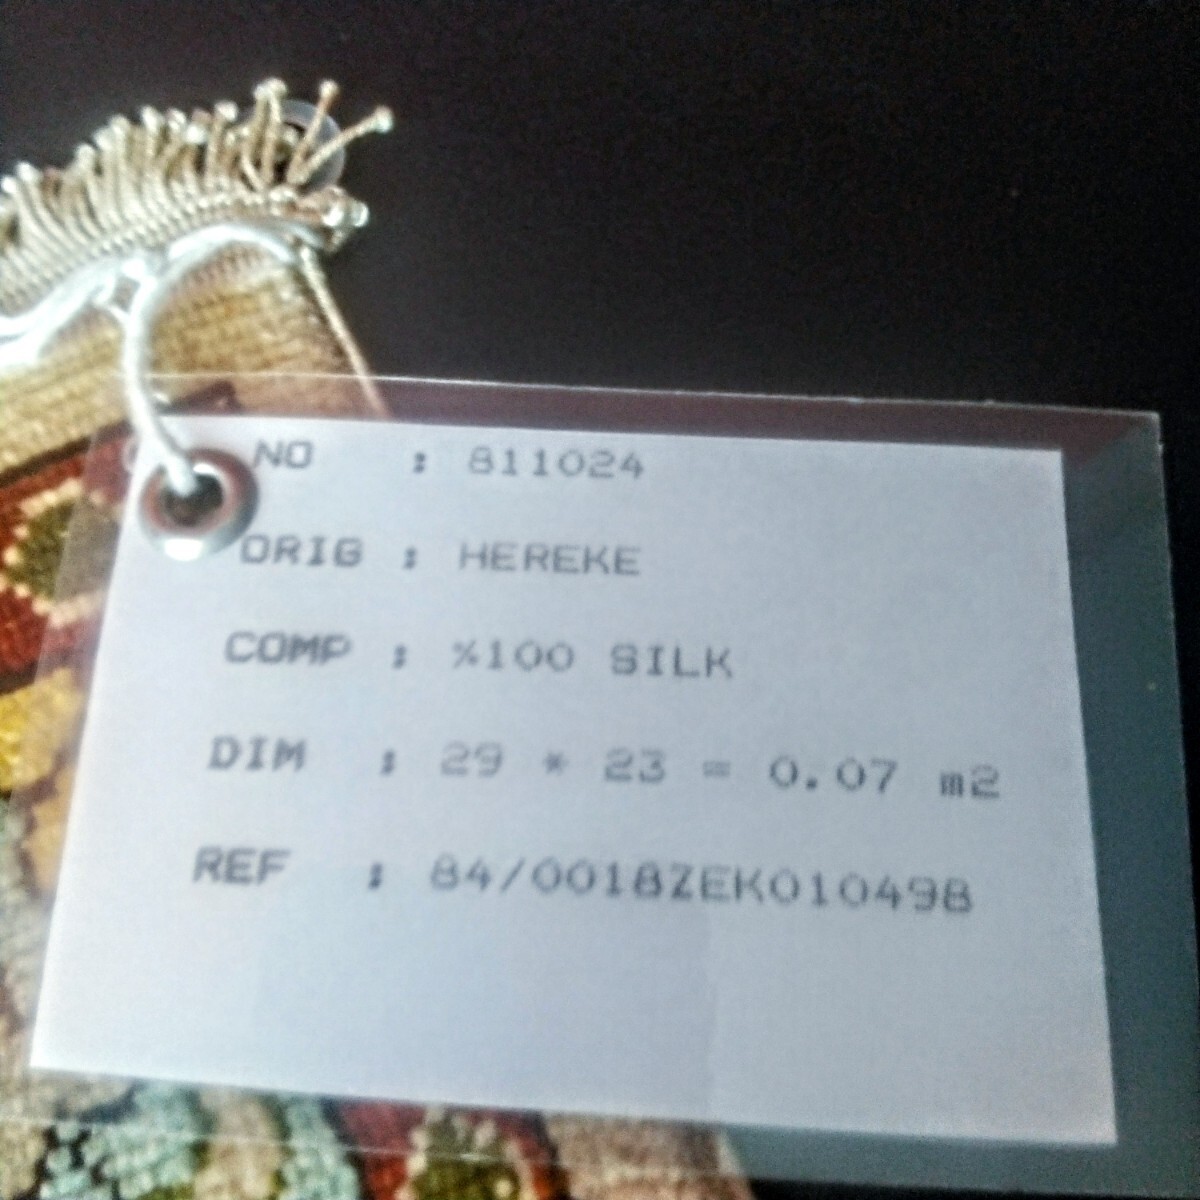 NO : 811024
ORIG : HEREKE
COMP : %100 SILK
DIM : 29 * 23 = 0.07 m2
REF : 84/0018ZEK010498